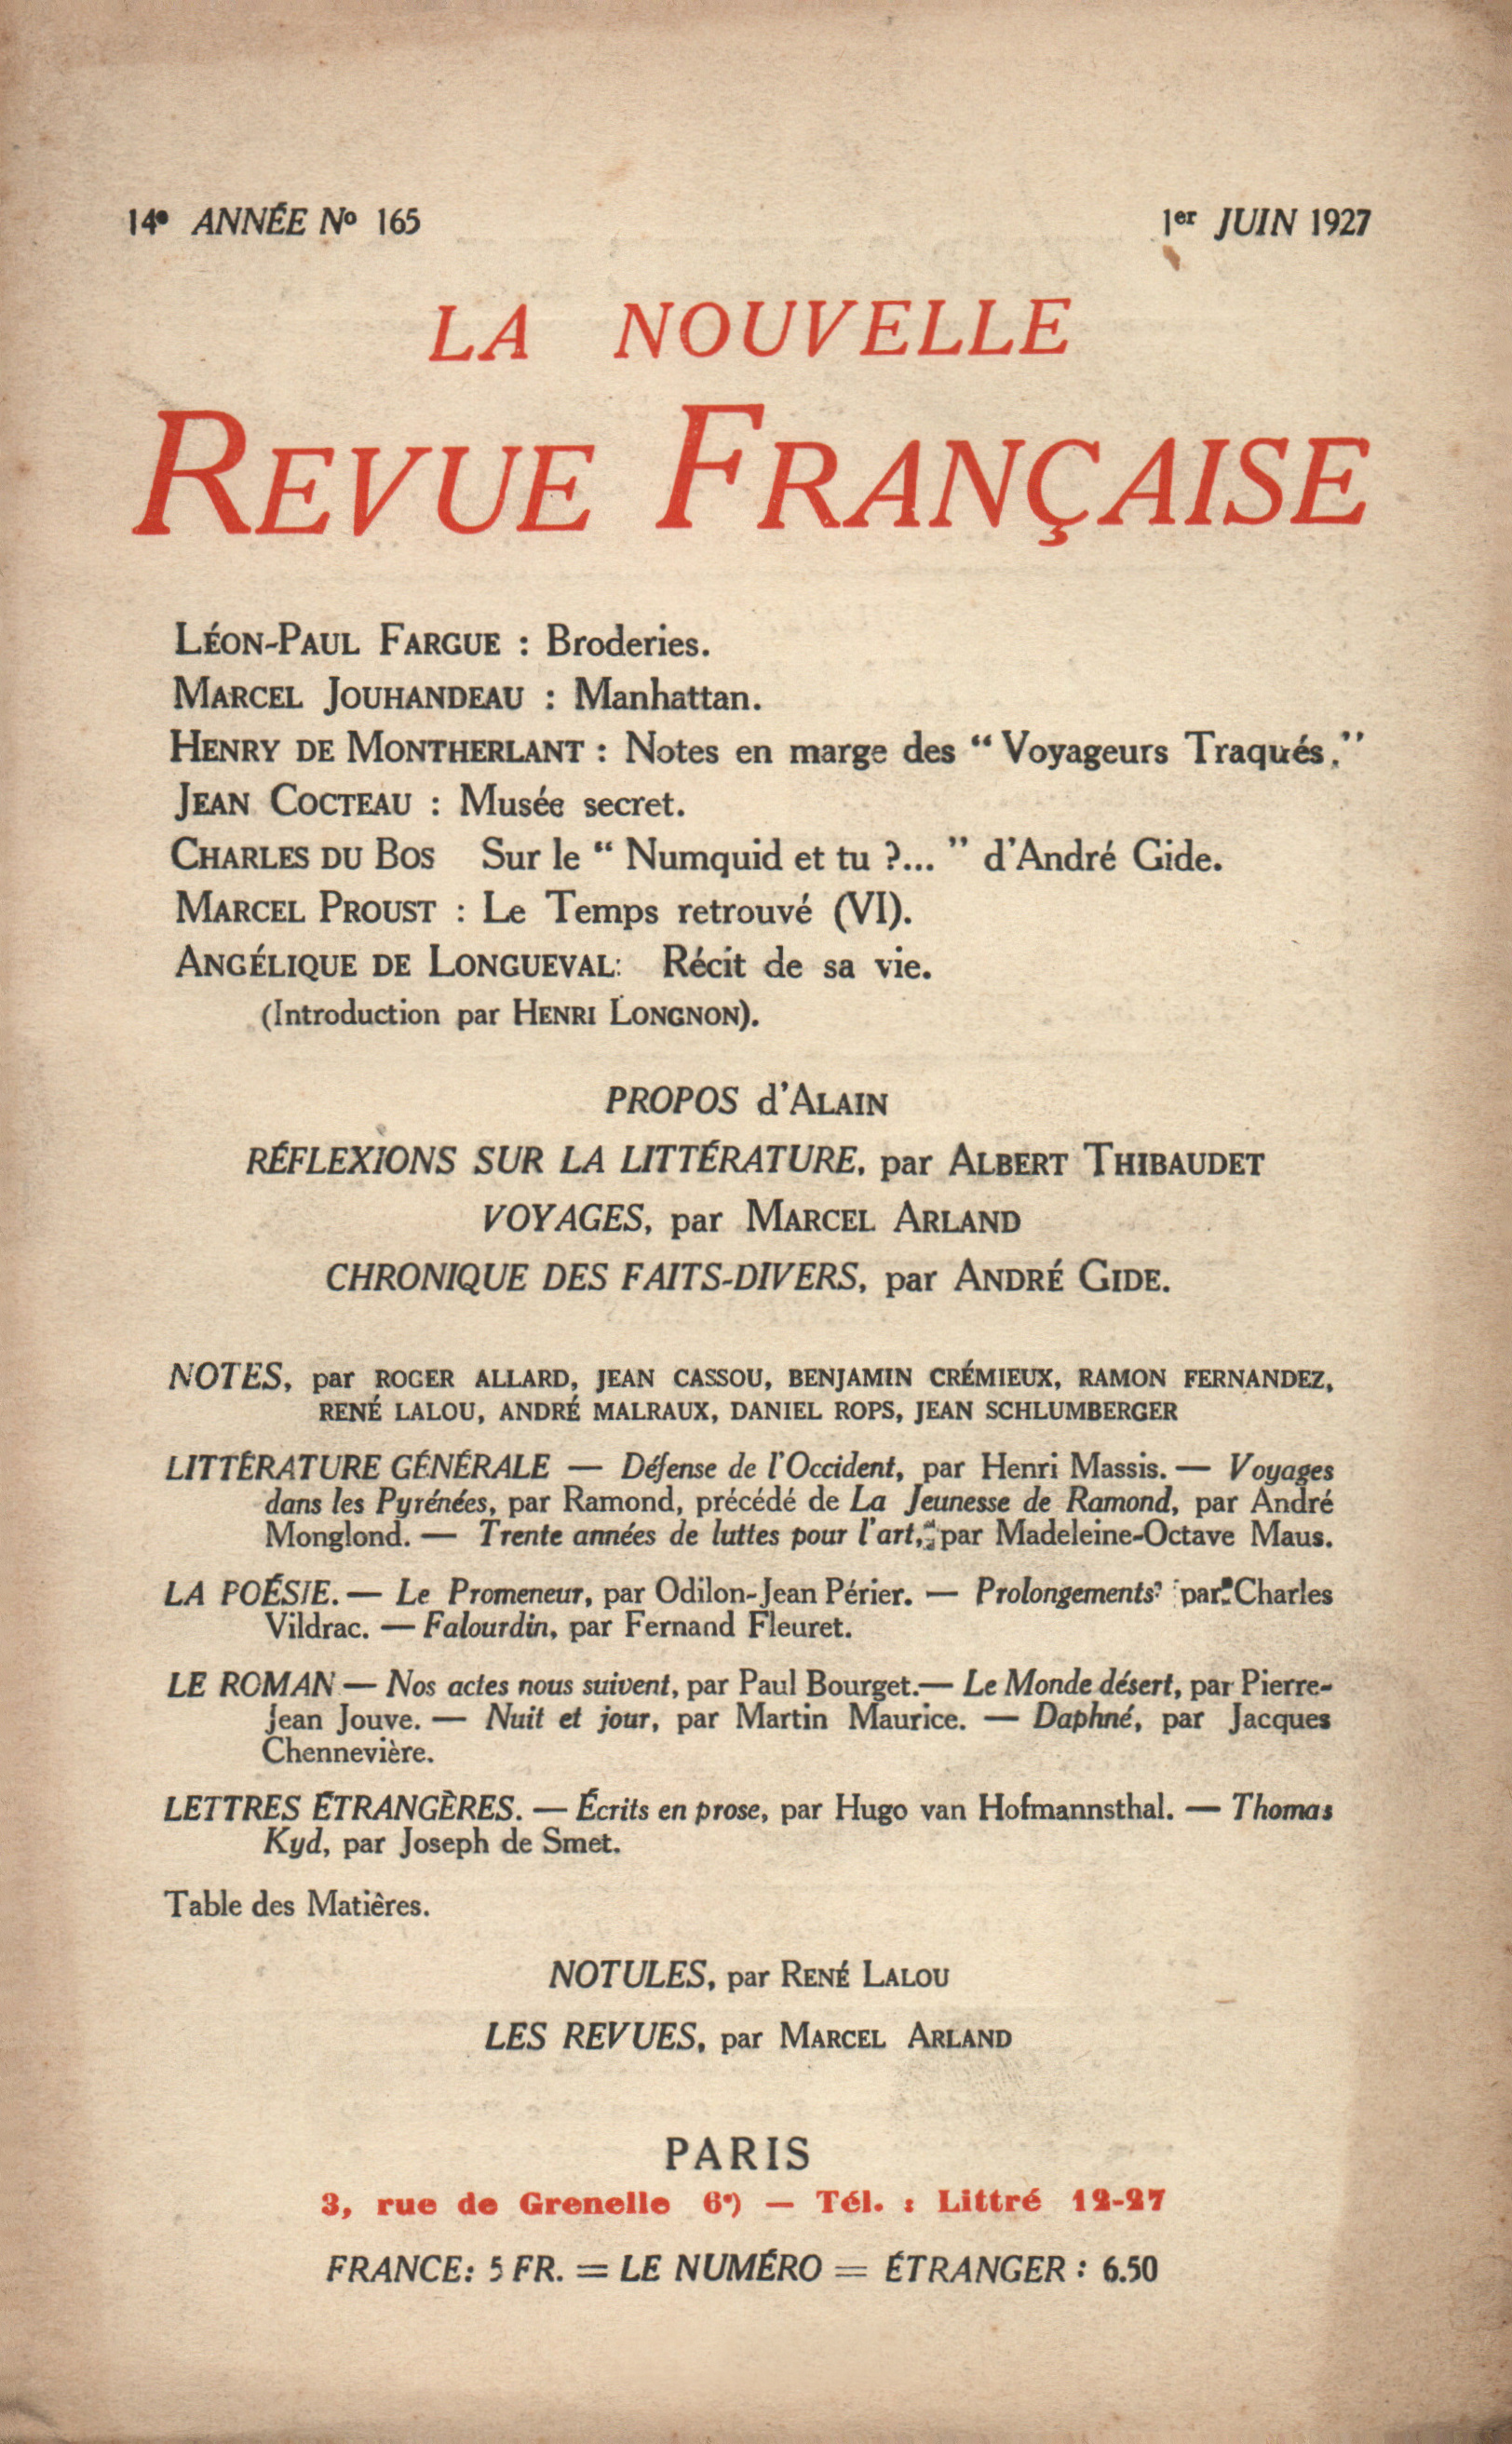 14e ANNÉE No 165
1er JUIN 1927
LA NOUVELLE
REVUE FRANÇAISE
LÉON-PAUL FARGUE : Broderies.
MARCEL JOUHANDEAU : Manhattan.
HENRY DE MONTHERLANT : Notes en marge des “ Voyageurs Traqués.”
JEAN COCTEAU : Musée secret.
CHARLES DU BOS Sur le “ Numquid et tu ?... ” d'André Gide.
MARCEL PROUST : Le Temps retrouvé (VI).
ANGÉLIQUE DE LONGUEVAL: Récit de sa vie.
(Introduction par HENRI LONGNON).
PROPOS d'ALAIN
RÉFLEXIONS SUR LA LITTÉRATURE, par ALBERT THIBAUDET
VOYAGES, par MARCEL ARLAND
CHRONIQUE DES FAITS-DIVERS, par ANDRÉ GIDE.
NOTES, par ROGER ALLARD, JEAN CASSOU, BENJAMIN CRÉMIEUX, RAMON FERNANDEZ,
RENÉ LALOU, ANDRÉ MALRAUX, DANIEL ROPS, JEAN SCHLUMBERGER
LITTÉRATURE GÉNÉRALE — Défense de l'Occident, par Henri Massis. — Voyages
dans les Pyrénées, par Ramond, précédé de La Jeunesse de Ramond, par André
Monglond. — Trente années de luttes pour l'art, par Madeleine-Octave Maus.
LA POÉSIE. — Le Promeneur, par Odilon-Jean Périer. — Prolongements, par Charles
Vildrac. — Falourdin, par Fernand Fleuret.
LE ROMAN — Nos actes nous suivent, par Paul Bourget.— Le Monde désert, par Pierre-
Jean Jouve. — Nuit et jour, par Martin Maurice. — Daphné, par Jacques
Chennevière.
LETTRES ÉTRANGÈRES. — Écrits en prose, par Hugo van Hofmannsthal. — Thomas
Kyd, par Joseph de Smet.
Table des Matières.
NOTULES, par RENÉ LALOU
LES REVUES, par MARCEL ARLAND
PARIS
3, rue de Grenelle 6e) — Tél. : Littré 12-27
FRANCE: 5 FR. = LE NUMÉRO = ÉTRANGER : 6.50